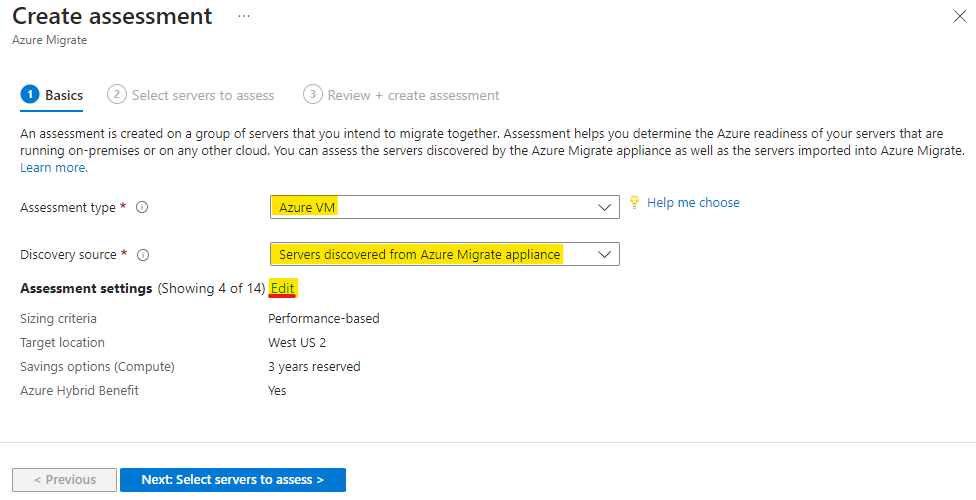 Create assessment ...
Azure Migrate
1 Basics 2 Select servers to assess 3 Review + create assessment
An assessment is created on a group of servers that you intend to migrate together. Assessment helps you determine the Azure readiness of your servers that are
running on-premises or on any other cloud. You can assess the servers discovered by the Azure Migrate appliance as well as the servers imported into Azure Migrate.
Learn more.
Assessment type * Azure VM Help me choose
Discovery source * Servers discovered from Azure Migrate appliance
Assessment settings (Showing 4 of 14) Edit
Sizing criteria Performance-based
Target location West US 2
Savings options (Compute) 3 years reserved
Azure Hybrid Benefit Yes
< Previous Next: Select servers to assess >